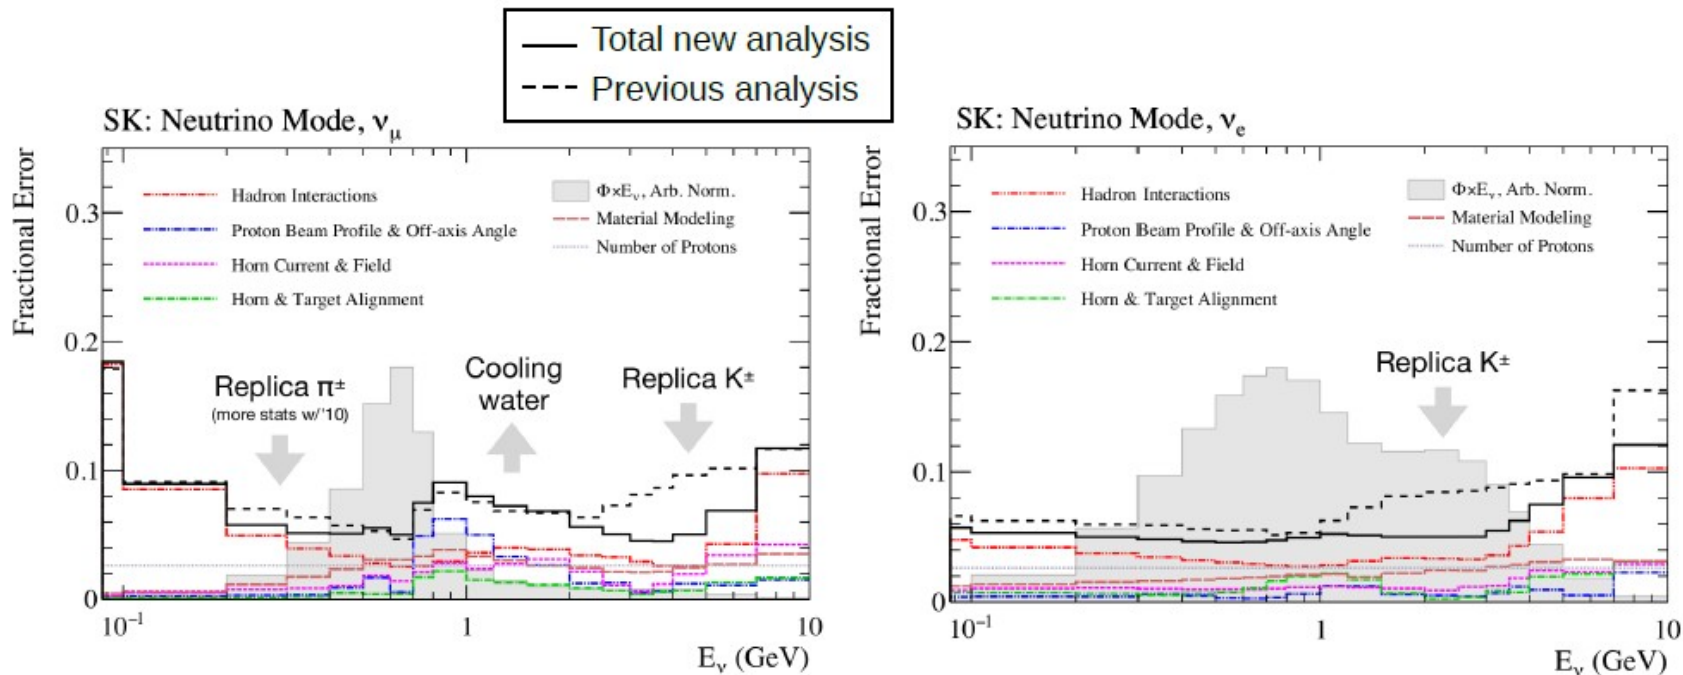 Total new analysis
Previous analysis
SK: Neutrino Mode, νμ
Fractional Error
0.3
0.2
0.1
0
Hadron Interactions
Proton Beam Profile & Off-axis Angle
Horn Current & Field
Horn & Target Alignment
Φ×Eν, Arb. Norm.
Material Modeling
Number of Protons
Replica π±
(more stats w/'10)
Cooling
water
Replica K±
10⁻¹
1
10
Eν (GeV)
SK: Neutrino Mode, νe
Fractional Error
0.3
0.2
0.1
0
Hadron Interactions
Proton Beam Profile & Off-axis Angle
Horn Current & Field
Horn & Target Alignment
Φ×Eν, Arb. Norm.
Material Modeling
Number of Protons
Replica K±
10⁻¹
1
10
Eν (GeV)